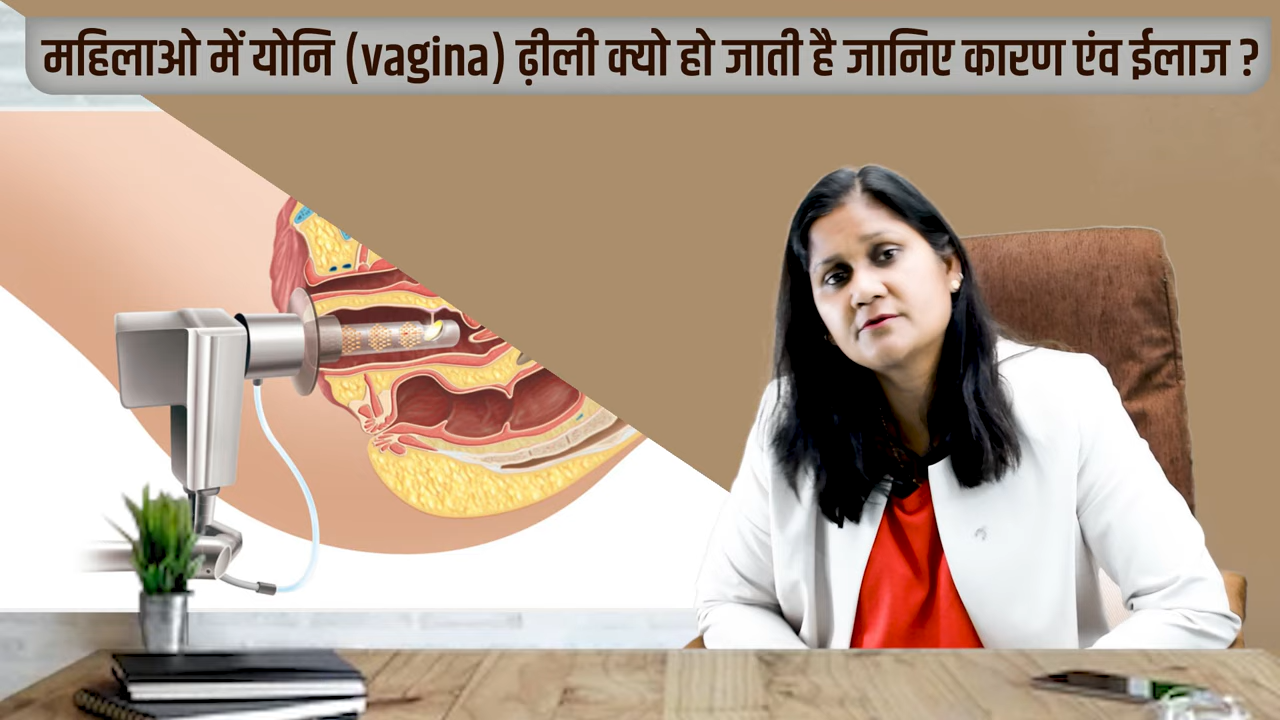 महिलाओ में योनि (vagina) ढ़ीली क्यो हो जाती है जानिए कारण एंव ईलाज ?